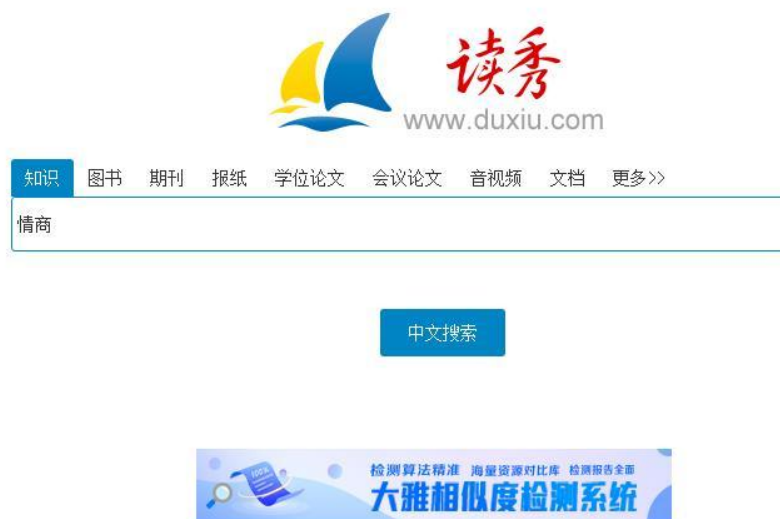 读秀
www.duxiu.com
知识 图书 期刊 报纸 学位论文 会议论文 音视频 文档 更多>>
情商
中文搜索
100%
检测算法精准 海量资源对比库 检测报告全面
大雅相似度检测系统